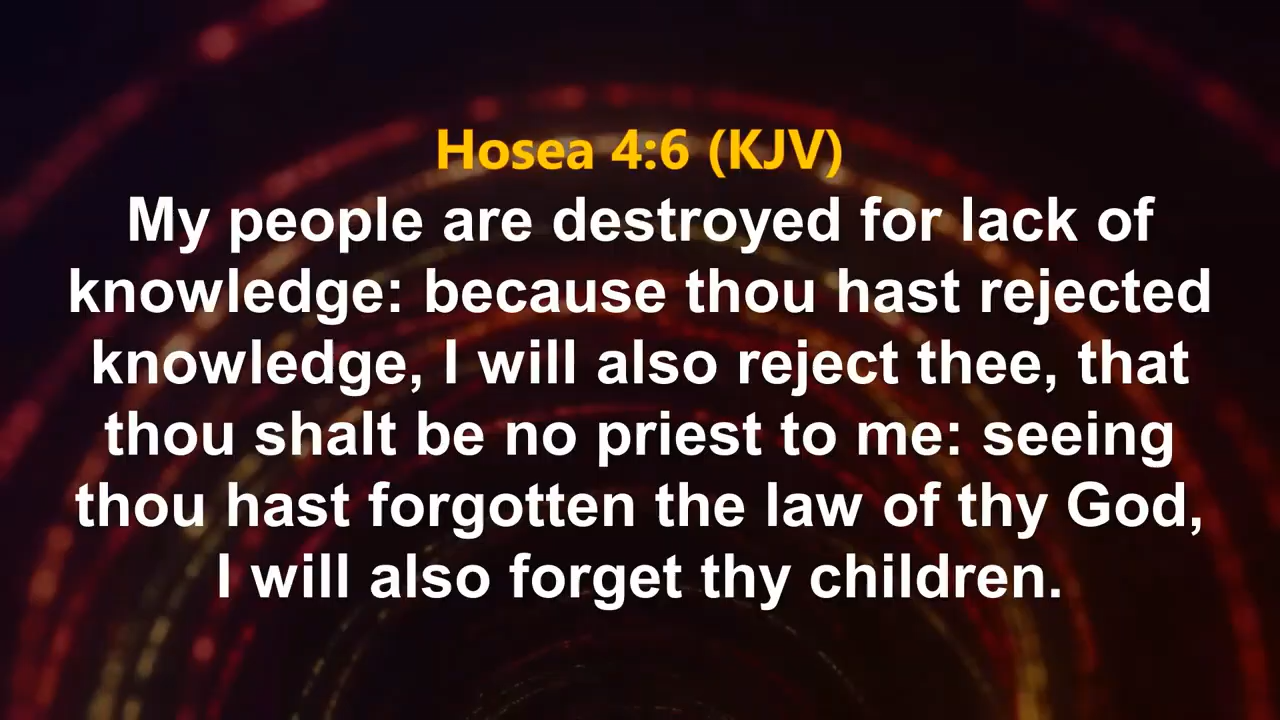 Hosea 4:6 (KJV)
My people are destroyed for lack of
knowledge: because thou hast rejected
knowledge, I will also reject thee, that
thou shalt be no priest to me: seeing
thou hast forgotten the law of thy God,
I will also forget thy children.